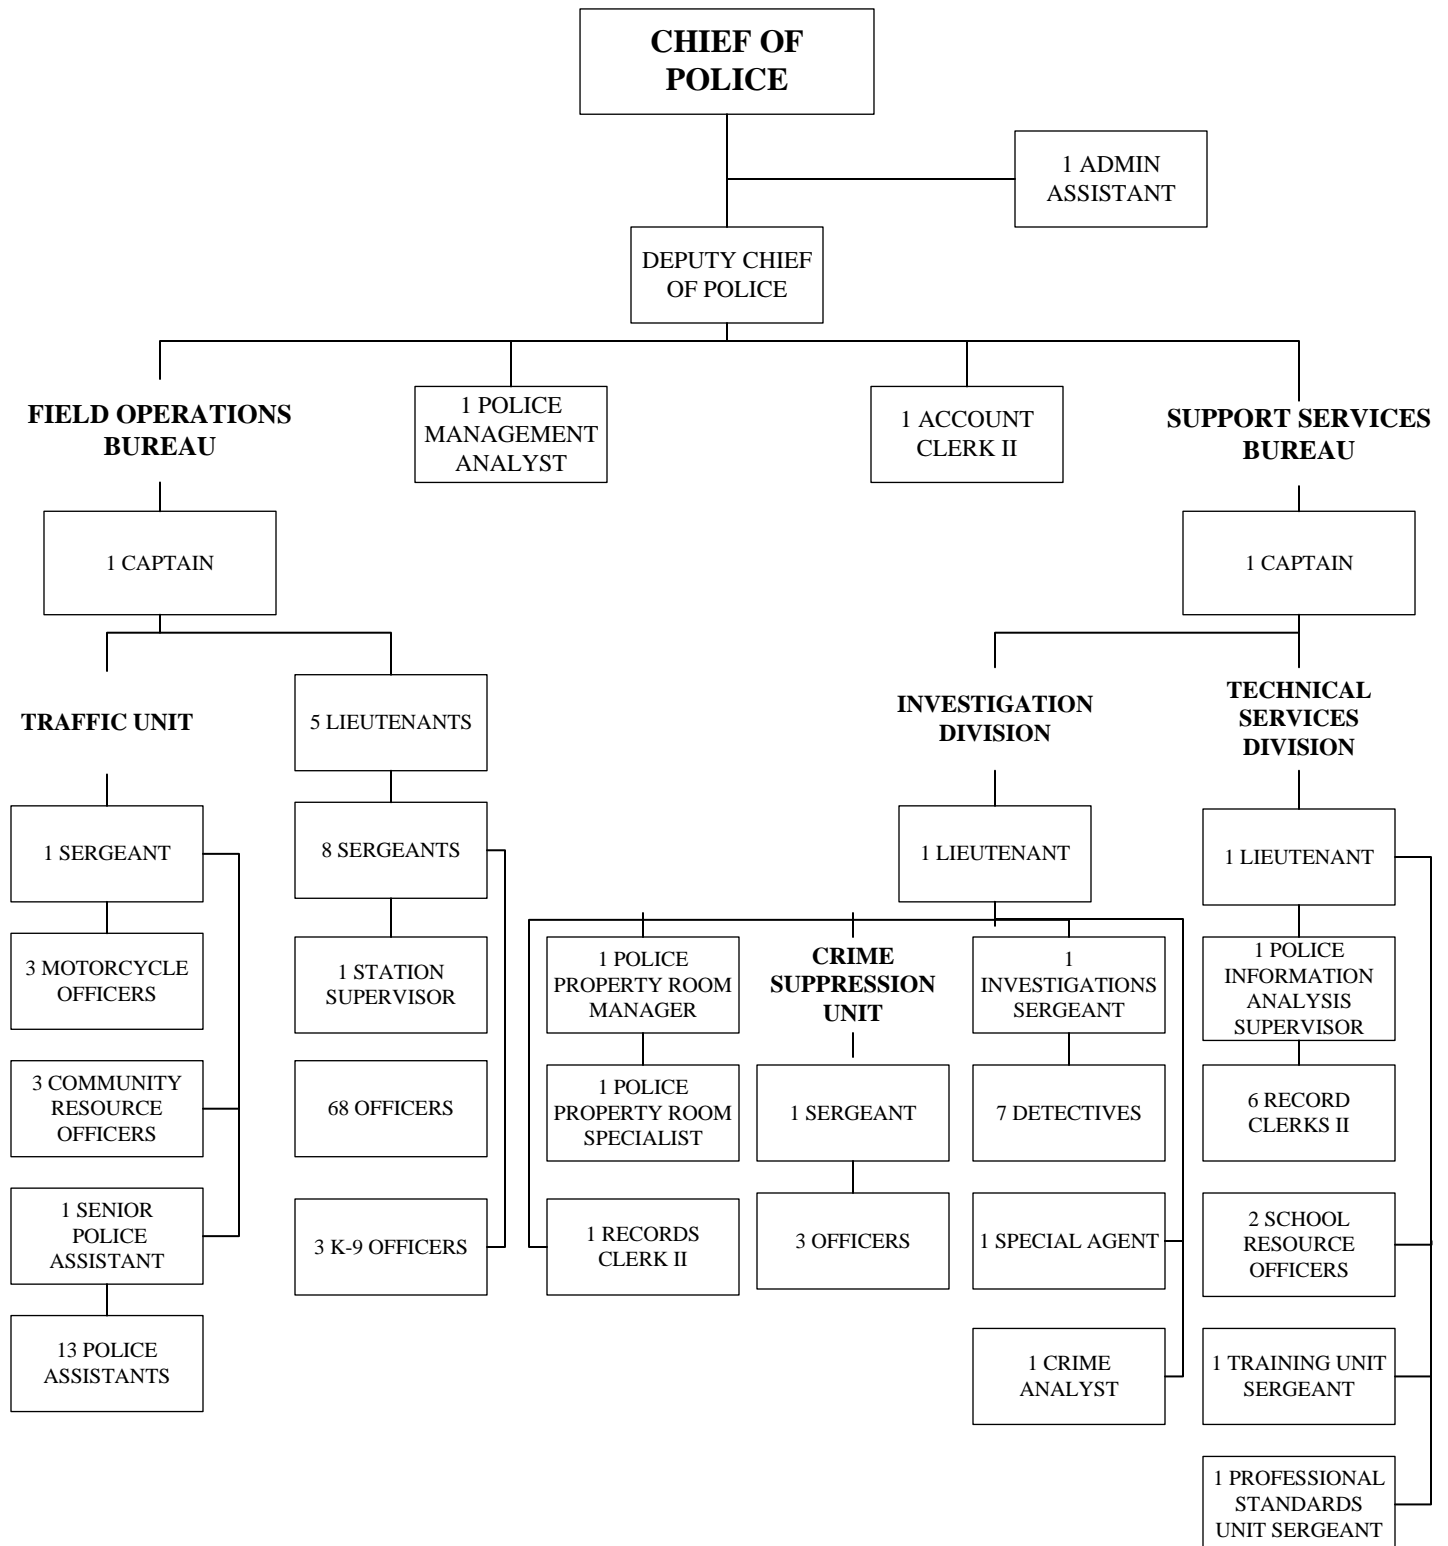 CHIEF OF
POLICE
1 ADMIN
ASSISTANT
DEPUTY CHIEF
OF POLICE
FIELD OPERATIONS
BUREAU
1 POLICE
MANAGEMENT
ANALYST
1 ACCOUNT
CLERK II
SUPPORT SERVICES
BUREAU
1 CAPTAIN
1 CAPTAIN
TRAFFIC UNIT
5 LIEUTENANTS
INVESTIGATION
DIVISION
TECHNICAL
SERVICES
DIVISION
1 SERGEANT
8 SERGEANTS
1 LIEUTENANT
1 LIEUTENANT
3 MOTORCYCLE
OFFICERS
1 STATION
SUPERVISOR
1 POLICE
PROPERTY ROOM
MANAGER
CRIME
SUPPRESSION
UNIT
1
INVESTIGATIONS
SERGEANT
1 POLICE
INFORMATION
ANALYSIS
SUPERVISOR
3 COMMUNITY
RESOURCE
OFFICERS
68 OFFICERS
1 POLICE
PROPERTY ROOM
SPECIALIST
1 SERGEANT
7 DETECTIVES
6 RECORD
CLERKS II
1 SENIOR
POLICE
ASSISTANT
3 K-9 OFFICERS
1 RECORDS
CLERK II
3 OFFICERS
1 SPECIAL AGENT
2 SCHOOL
RESOURCE
OFFICERS
13 POLICE
ASSISTANTS
1 CRIME
ANALYST
1 TRAINING UNIT
SERGEANT
1 PROFESSIONAL
STANDARDS
UNIT SERGEANT